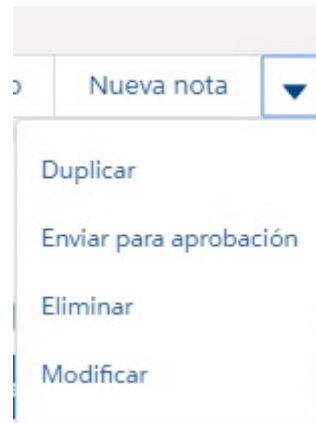 Nueva nota
Duplicar
Enviar para aprobación
Eliminar
Modificar